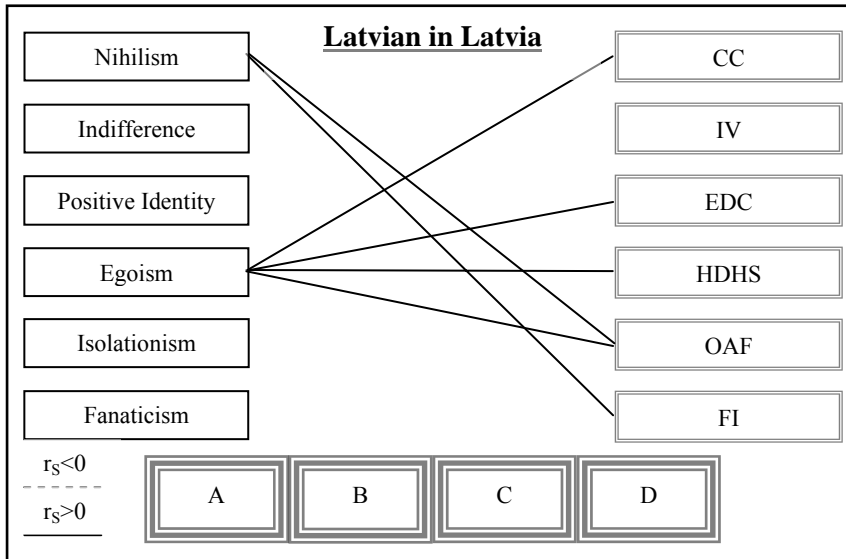 Latvian in Latvia
Nihilism
CC
Indifference
IV
Positive Identity
EDC
Egoism
HDHS
Isolationism
OAF
Fanaticism
FI
rS<0
rS>0
A
B
C
D